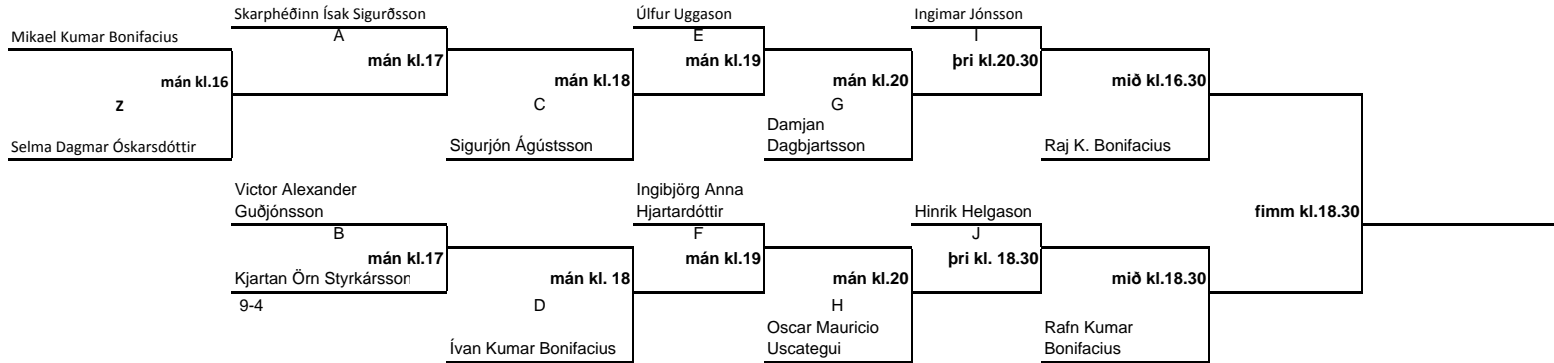 Skarphéðinn Ísak Sigurðsson
Úlfur Uggason
Ingimar Jónsson
Mikael Kumar Bonifacius
A
E
I
mán kl.17
mán kl.19
þri kl.20.30
mán kl.16
mán kl.18
mán kl.20
mið kl.16.30
Z
C
G
Damjan
Dagbjartsson
Selma Dagmar Óskarsdóttir
Sigurjón Ágústsson
Raj K. Bonifacius
Victor Alexander
Guðjónsson
Ingibjörg Anna
Hjartardóttir
Hinrik Helgason
fimm kl.18.30
B
F
J
mán kl.17
mán kl.19
þri kl. 18.30
Kjartan Örn Styrkársson
mán kl. 18
mán kl.20
mið kl.18.30
9-4
D
H
Oscar Mauricio
Uscategui
Rafn Kumar
Bonifacius
Ívan Kumar Bonifacius